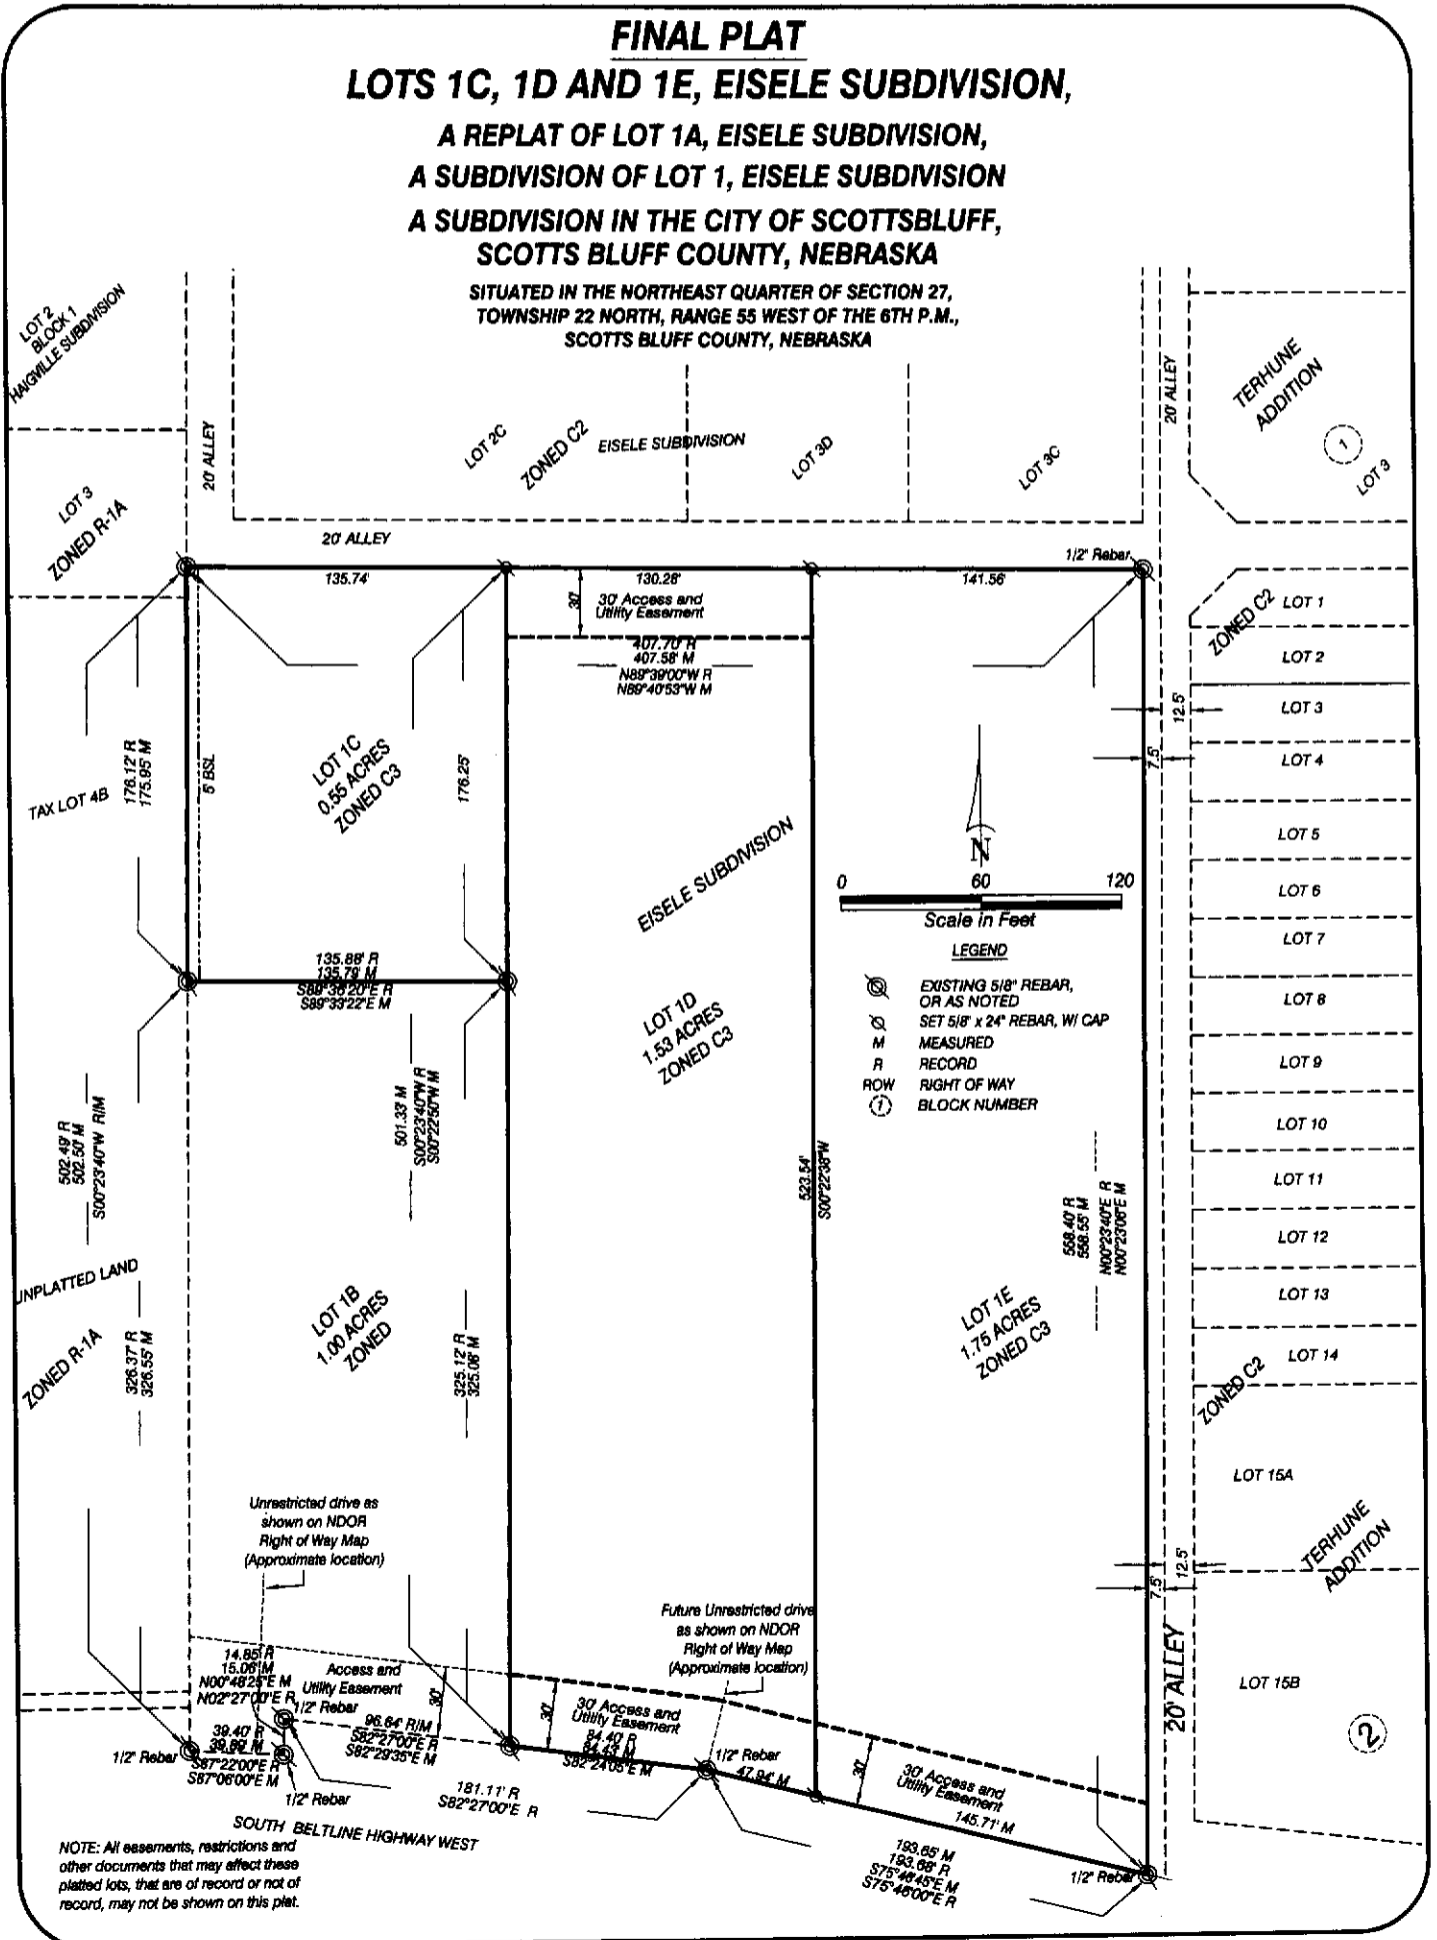 FINAL PLAT
LOTS 1C, 1D AND 1E, EISELE SUBDIVISION,
A REPLAT OF LOT 1A, EISELE SUBDIVISION,
A SUBDIVISION OF LOT 1, EISELE SUBDIVISION
A SUBDIVISION IN THE CITY OF SCOTTSBLUFF,
SCOTTS BLUFF COUNTY, NEBRASKA
SITUATED IN THE NORTHEAST QUARTER OF SECTION 27,
TOWNSHIP 22 NORTH, RANGE 55 WEST OF THE 6TH P.M.,
SCOTTS BLUFF COUNTY, NEBRASKA
LOT 2
BLOCK 1
HAIGVILLE SUBDIVISION
20' ALLEY
LOT 2C
ZONED C2
EISELE SUBDIVISION
LOT 3D
LOT 3C
20' ALLEY
TERHUNE
ADDITION
1
LOT 3
LOT 3
ZONED R-1A
20' ALLEY
1/2" Rebar
135.74'
130.28'
141.56'
30'
30' Access and
Utility Easement
407.70' R
407.58' M
N89°39'00"W R
N89°40'53"W M
ZONED C2
LOT 1
LOT 2
LOT 3
LOT 4
LOT 5
LOT 6
LOT 7
LOT 8
LOT 9
LOT 10
LOT 11
LOT 12
LOT 13
LOT 14
ZONED C2
LOT 15A
TERHUNE
ADDITION
LOT 15B
2
12.5'
7.5'
TAX LOT 4B
176.12' R
175.95' M
5' BSL
LOT 1C
0.55 ACRES
ZONED C3
176.25'
EISELE SUBDIVISION
N
0 60 120
Scale in Feet
LEGEND
EXISTING 5/8" REBAR,
OR AS NOTED
SET 5/8" x 24" REBAR, W/ CAP
M MEASURED
R RECORD
ROW RIGHT OF WAY
1 BLOCK NUMBER
135.88' R
135.79' M
S89°36'20"E R
S89°33'22"E M
LOT 1D
1.53 ACRES
ZONED C3
502.49' R
502.50' M
S00°23'40"W R/M
501.33' M
S00°23'40"W R
S00°22'50"W M
523.54'
S00°22'38"W
558.40' R
558.55' M
N00°23'40"E R
N00°23'06"E M
UNPLATTED LAND
ZONED R-1A
326.37' R
326.55' M
LOT 1B
1.00 ACRES
ZONED
325.12' R
325.08' M
LOT 1E
1.75 ACRES
ZONED C3
Unrestricted drive as
shown on NDOR
Right of Way Map
(Approximate location)
12.5'
7.5'
20' ALLEY
Future Unrestricted drive
as shown on NDOR
Right of Way Map
(Approximate location)
14.85' R
15.06' M
N00°48'25"E M
N02°27'00"E R
Access and
Utility Easement
30'
1/2" Rebar
96.64' R/M
S82°27'00"E R
S82°29'35"E M
30'
30' Access and
Utility Easement
84.40' R
84.43' M
S82°24'05"E M
1/2" Rebar
47.94' M
30'
30' Access and
Utility Easement
145.71' M
1/2" Rebar
39.40' R
39.89' M
S87°22'00"E R
S87°06'00"E M
1/2" Rebar
181.11' R
S82°27'00"E R
193.65' M
193.68' R
S75°46'45"E M
S75°46'00"E R
1/2" Rebar
SOUTH BELTLINE HIGHWAY WEST
NOTE: All easements, restrictions and
other documents that may affect these
platted lots, that are of record or not of
record, may not be shown on this plat.